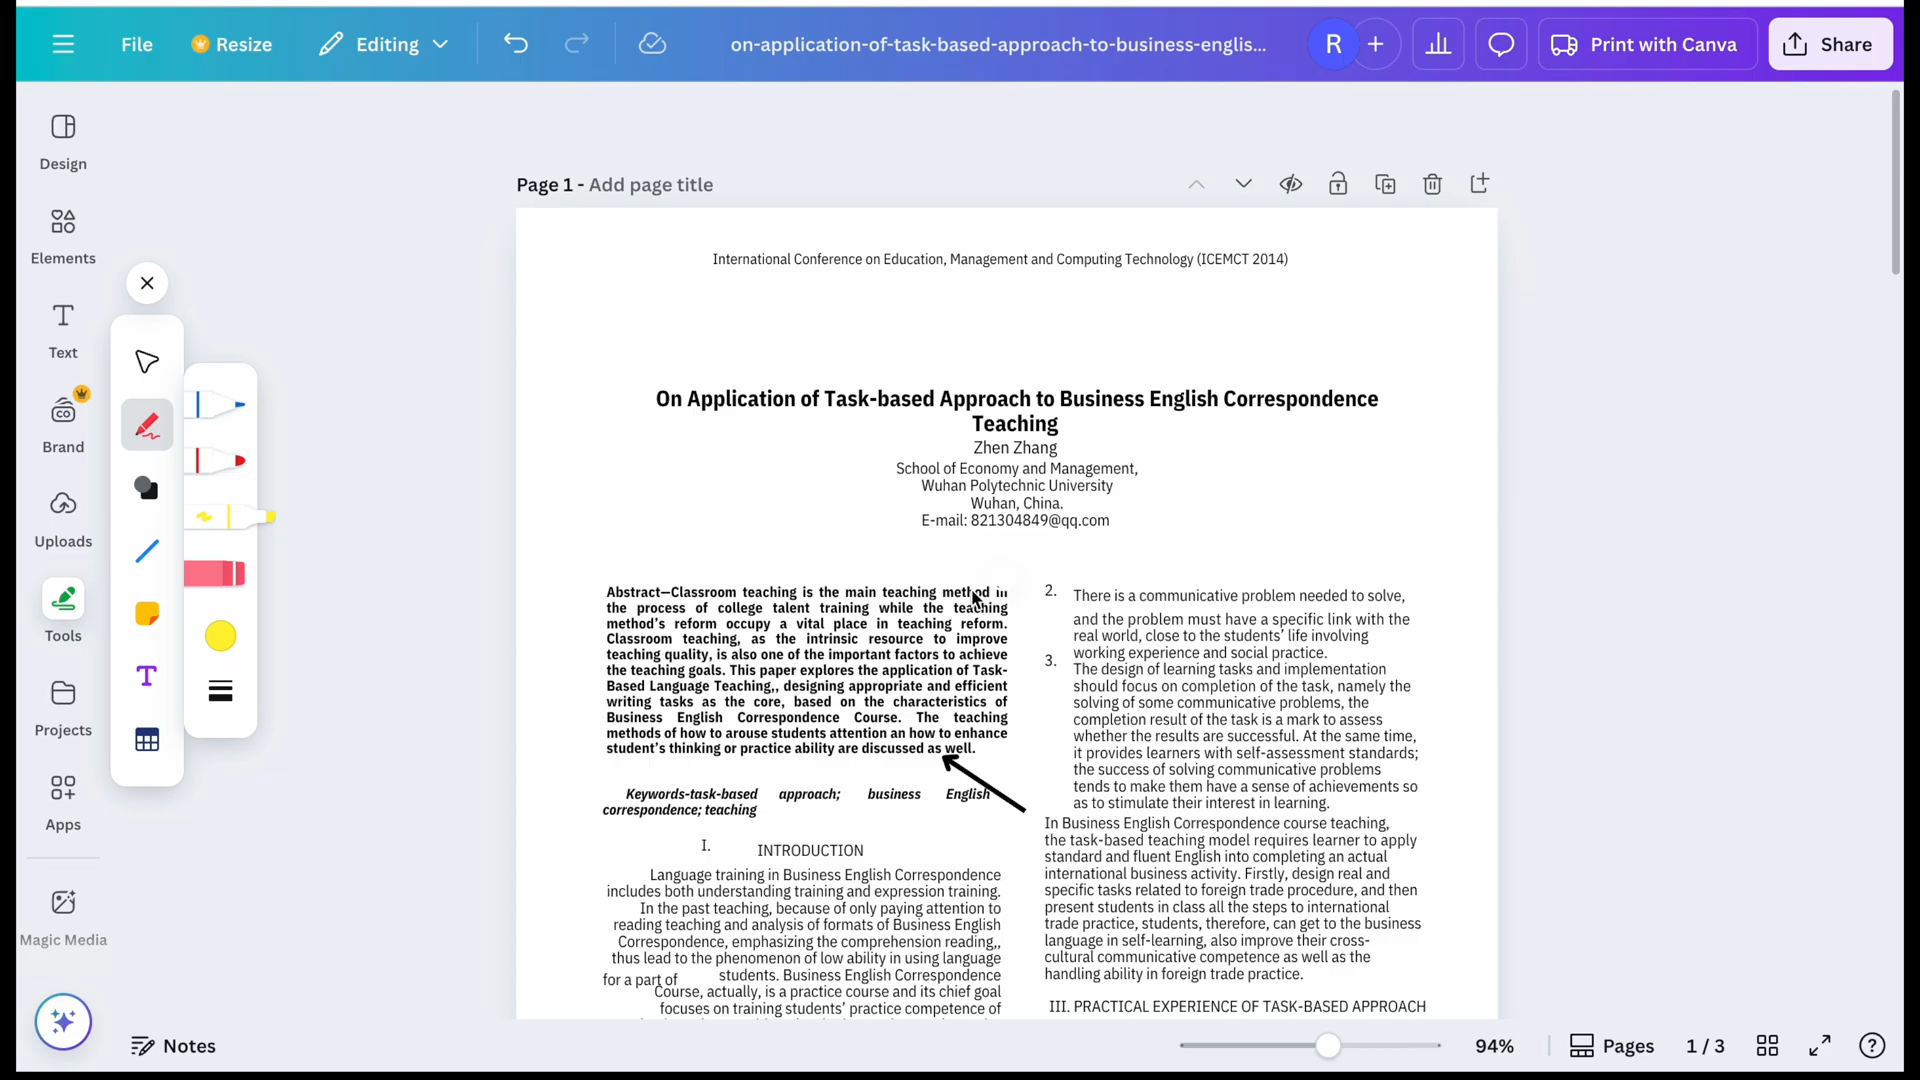 File
Resize
Editing
on-application-of-task-based-approach-to-business-englis...
R
Print with Canva
Share
Design
Elements
Text
Brand
Uploads
Tools
Projects
Apps
Magic Media
Page 1 - Add page title
International Conference on Education, Management and Computing Technology (ICEMCT 2014)
On Application of Task-based Approach to Business English Correspondence
Teaching
Zhen Zhang
School of Economy and Management,
Wuhan Polytechnic University
Wuhan, China.
E-mail: 821304849@qq.com
Abstract—Classroom teaching is the main teaching method in
the process of college talent training while the teaching
method's reform occupy a vital place in teaching reform.
Classroom teaching, as the intrinsic resource to improve
teaching quality, is also one of the important factors to achieve
the teaching goals. This paper explores the application of Task-
Based Language Teaching,, designing appropriate and efficient
writing tasks as the core, based on the characteristics of
Business English Correspondence Course. The teaching
methods of how to arouse students attention an how to enhance
student's thinking or practice ability are discussed as well.
Keywords-task-based approach; business English
correspondence; teaching
I. INTRODUCTION
Language training in Business English Correspondence
includes both understanding training and expression training.
In the past teaching, because of only paying attention to
reading teaching and analysis of formats of Business English
Correspondence, emphasizing the comprehension reading,,
thus lead to the phenomenon of low ability in using language
for a part of students. Business English Correspondence
Course, actually, is a practice course and its chief goal
focuses on training students' practice competence of
2. There is a communicative problem needed to solve,
and the problem must have a specific link with the
real world, close to the students' life involving
working experience and social practice.
3. The design of learning tasks and implementation
should focus on completion of the task, namely the
solving of some communicative problems, the
completion result of the task is a mark to assess
whether the results are successful. At the same time,
it provides learners with self-assessment standards;
the success of solving communicative problems
tends to make them have a sense of achievements so
as to stimulate their interest in learning.
In Business English Correspondence course teaching,
the task-based teaching model requires learner to apply
standard and fluent English into completing an actual
international business activity. Firstly, design real and
specific tasks related to foreign trade procedure, and then
present students in class all the steps to international
trade practice, students, therefore, can get to the business
language in self-learning, also improve their cross-
cultural communicative competence as well as the
handling ability in foreign trade practice.
III. PRACTICAL EXPERIENCE OF TASK-BASED APPROACH
Notes
94%
Pages
1 / 3